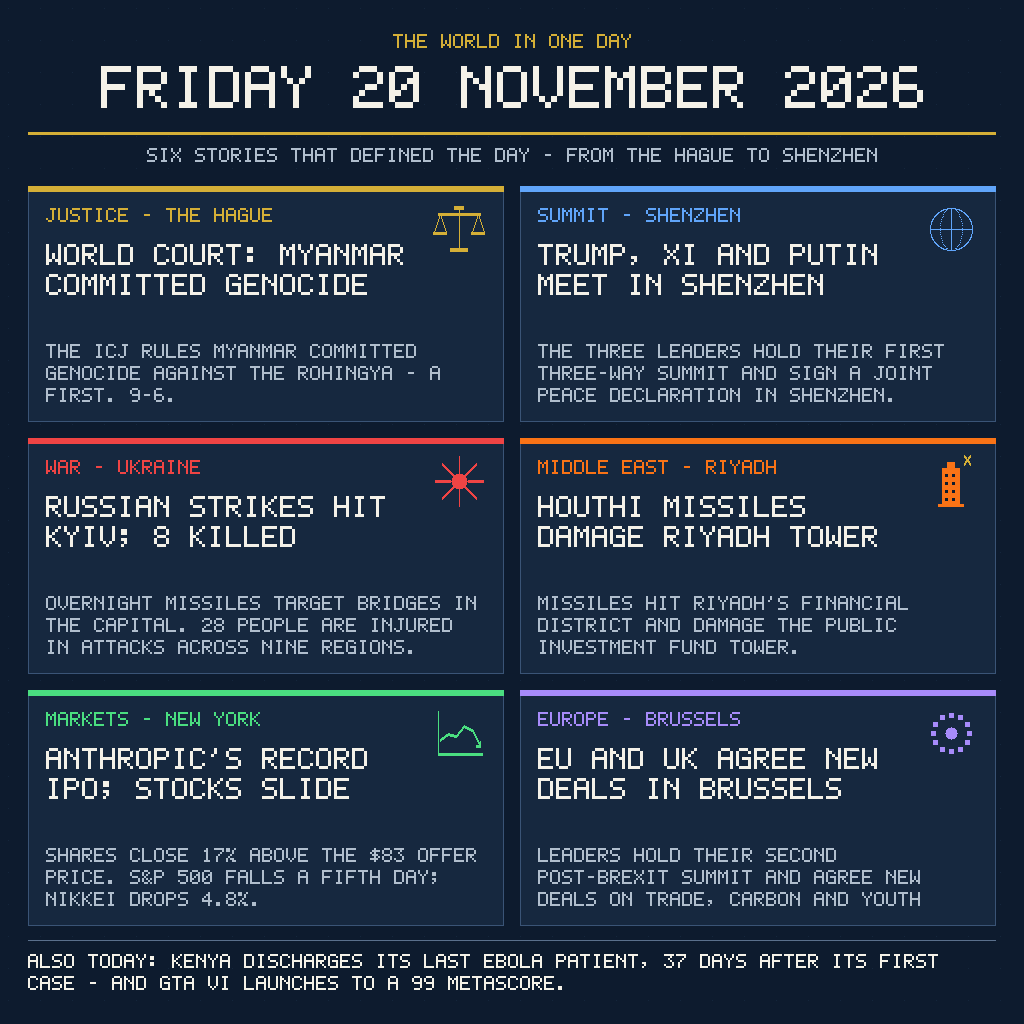 THE WORLD IN ONE DAY
FRIDAY 20 NOVEMBER 2026
SIX STORIES THAT DEFINED THE DAY - FROM THE HAGUE TO SHENZHEN
JUSTICE - THE HAGUE
WORLD COURT: MYANMAR
COMMITTED GENOCIDE
THE ICJ RULES MYANMAR COMMITTED
GENOCIDE AGAINST THE ROHINGYA - A
FIRST. 9-6.
SUMMIT - SHENZHEN
TRUMP, XI AND PUTIN
MEET IN SHENZHEN
THE THREE LEADERS HOLD THEIR FIRST
THREE-WAY SUMMIT AND SIGN A JOINT
PEACE DECLARATION IN SHENZHEN.
WAR - UKRAINE
RUSSIAN STRIKES HIT
KYIV; 8 KILLED
OVERNIGHT MISSILES TARGET BRIDGES IN
THE CAPITAL. 28 PEOPLE ARE INJURED
IN ATTACKS ACROSS NINE REGIONS.
MIDDLE EAST - RIYADH
X
HOUTHI MISSILES
DAMAGE RIYADH TOWER
MISSILES HIT RIYADH'S FINANCIAL
DISTRICT AND DAMAGE THE PUBLIC
INVESTMENT FUND TOWER.
MARKETS - NEW YORK
ANTHROPIC'S RECORD
IPO; STOCKS SLIDE
SHARES CLOSE 17% ABOVE THE $83 OFFER
PRICE. S&P 500 FALLS A FIFTH DAY;
NIKKEI DROPS 4.8%.
EUROPE - BRUSSELS
EU AND UK AGREE NEW
DEALS IN BRUSSELS
LEADERS HOLD THEIR SECOND
POST-BREXIT SUMMIT AND AGREE NEW
DEALS ON TRADE, CARBON AND YOUTH
ALSO TODAY: KENYA DISCHARGES ITS LAST EBOLA PATIENT, 37 DAYS AFTER ITS FIRST
CASE - AND GTA VI LAUNCHES TO A 99 METASCORE.